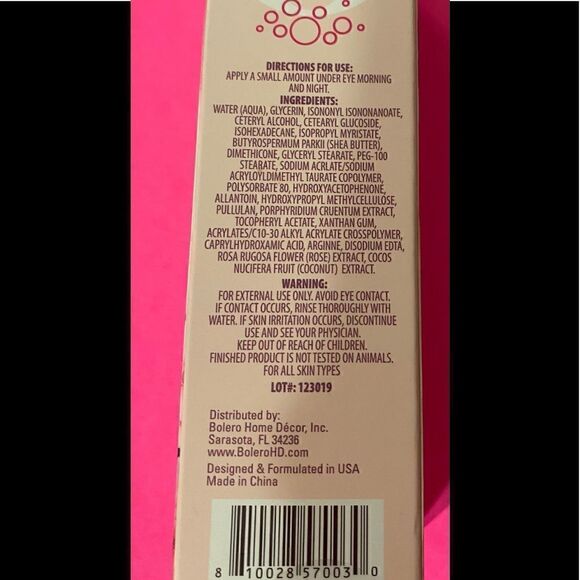 DIRECTIONS FOR USE:
APPLY A SMALL AMOUNT UNDER EYE MORNING
AND NIGHT.
INGREDIENTS:
WATER (AQUA), GLYCERIN, ISONONYL ISONONANOATE,
CETERYL ALCOHOL, CETEARYL GLUCOSIDE,
ISOHEXADECANE, ISOPROPYL MYRISTATE,
BUTYROSPERMUM PARKII (SHEA BUTTER),
DIMETHICONE, GLYCERYL STEARATE, PEG-100
STEARATE, SODIUM ACRLATE/SODIUM
ACRYLOYLDIMETHYL TAURATE COPOLYMER,
POLYSORBATE 80, HYDROXYACETOPHENONE,
ALLANTOIN, HYDROXYPROPYL METHYLCELLULOSE,
PULLULAN, PORPHYRIDIUM CRUENTUM EXTRACT,
TOCOPHERYL ACETATE, XANTHAN GUM,
ACRYLATES/C10-30 ALKYL ACRYLATE CROSSPOLYMER,
CAPRYLHYDROXAMIC ACID, ARGINNE, DISODIUM EDTA,
ROSA RUGOSA FLOWER (ROSE) EXTRACT, COCOS
NUCIFERA FRUIT (COCONUT) EXTRACT.
WARNING:
FOR EXTERNAL USE ONLY. AVOID EYE CONTACT.
IF CONTACT OCCURS, RINSE THOROUGHLY WITH
WATER. IF SKIN IRRITATION OCCURS, DISCONTINUE
USE AND SEE YOUR PHYSICIAN.
KEEP OUT OF REACH OF CHILDREN.
FINISHED PRODUCT IS NOT TESTED ON ANIMALS.
FOR ALL SKIN TYPES
LOT#: 123019
Distributed by:
Bolero Home Décor, Inc.
Sarasota, FL 34236
www.BoleroHD.com
Designed & Formulated in USA
Made in China
8 10028 57003 0